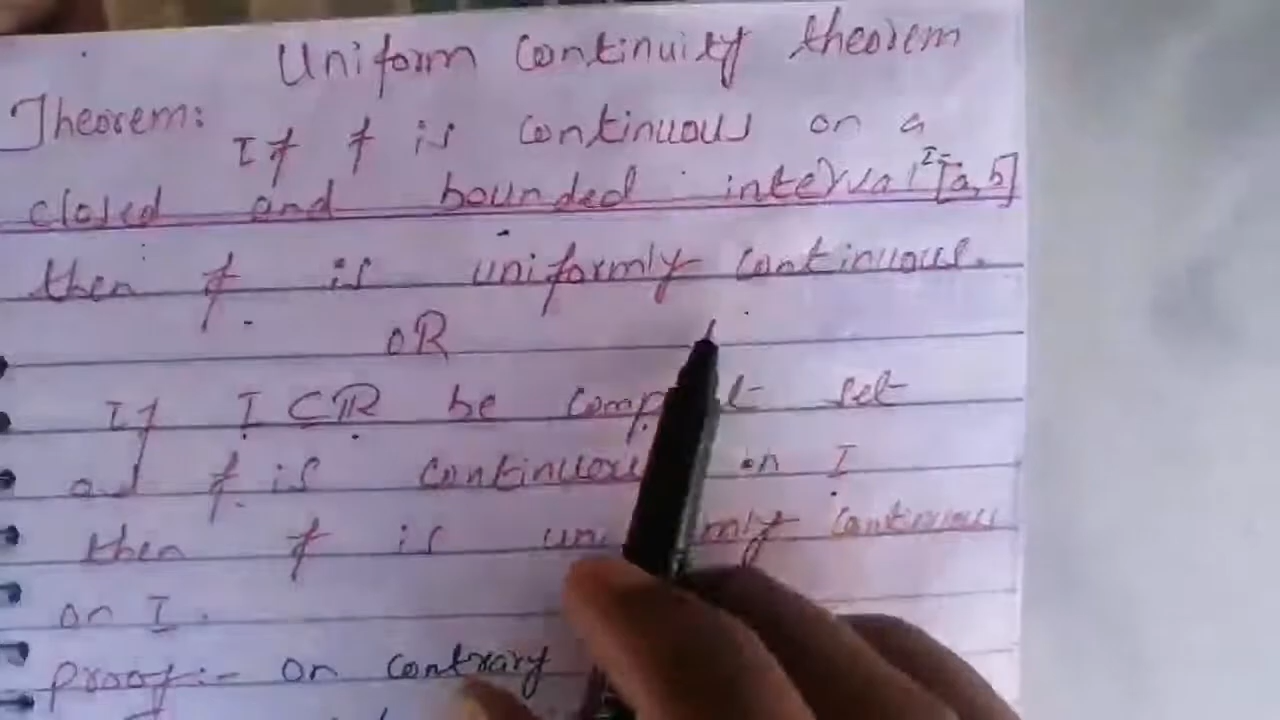 Uniform continuity theorem
Theorem:
If f is continuous on a
closed and bounded interval I=[a,b]
then f is uniformly continuous.
OR
If I ⊂ ℝ be compact set
and f is continuous on I
then f is uniformly continuous
on I.
proof:- on contrary